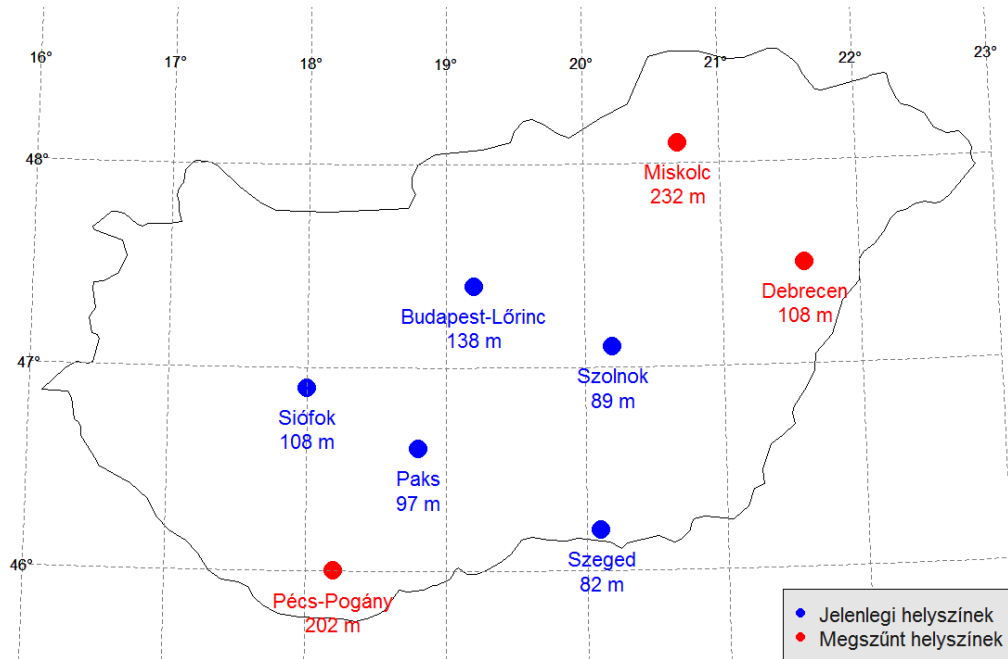 16°
17°
18°
19°
20°
21°
22°
23°
48°
Miskolc
232 m
Debrecen
108 m
Budapest-Lőrinc
138 m
47°
Szolnok
89 m
Siófok
108 m
Paks
97 m
46°
Szeged
82 m
Pécs-Pogány
202 m
Jelenlegi helyszínek
Megszűnt helyszínek